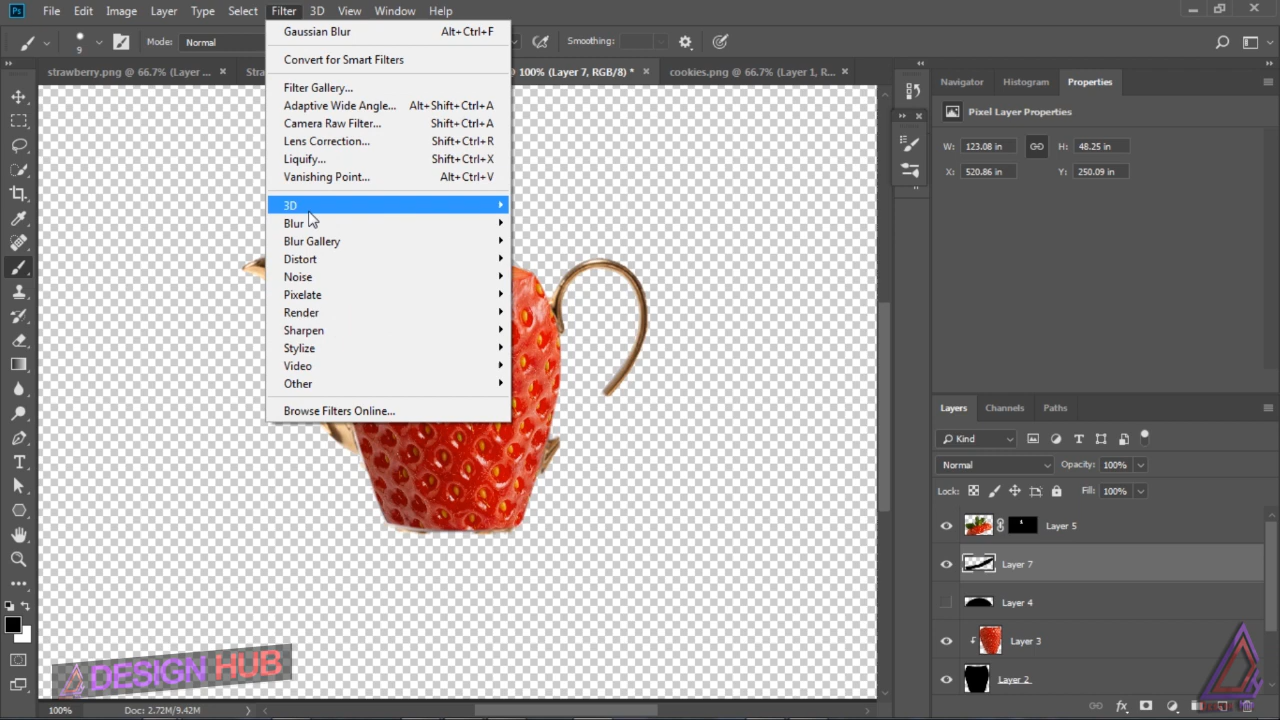 Ps File Edit Image Layer Type Select Filter 3D View Window Help
9 Mode: Normal Smoothing:
strawberry.png @ 66.7% (Layer ... × Stra @ 100% (Layer 7, RGB/8) * × cookies.png @ 66.7% (Layer 1, R... ×
Gaussian Blur Alt+Ctrl+F
Convert for Smart Filters
Filter Gallery...
Adaptive Wide Angle... Alt+Shift+Ctrl+A
Camera Raw Filter... Shift+Ctrl+A
Lens Correction... Shift+Ctrl+R
Liquify... Shift+Ctrl+X
Vanishing Point... Alt+Ctrl+V
3D
Blur
Blur Gallery
Distort
Noise
Pixelate
Render
Sharpen
Stylize
Video
Other
Browse Filters Online...
Navigator Histogram Properties
Pixel Layer Properties
W: 123.08 in H: 48.25 in
X: 520.86 in Y: 250.09 in
Layers Channels Paths
Kind
Normal Opacity: 100%
Lock: Fill: 100%
Layer 5
Layer 7
Layer 4
Layer 3
Layer 2
DESIGN HUB
100% Doc: 2.72M/9.42M